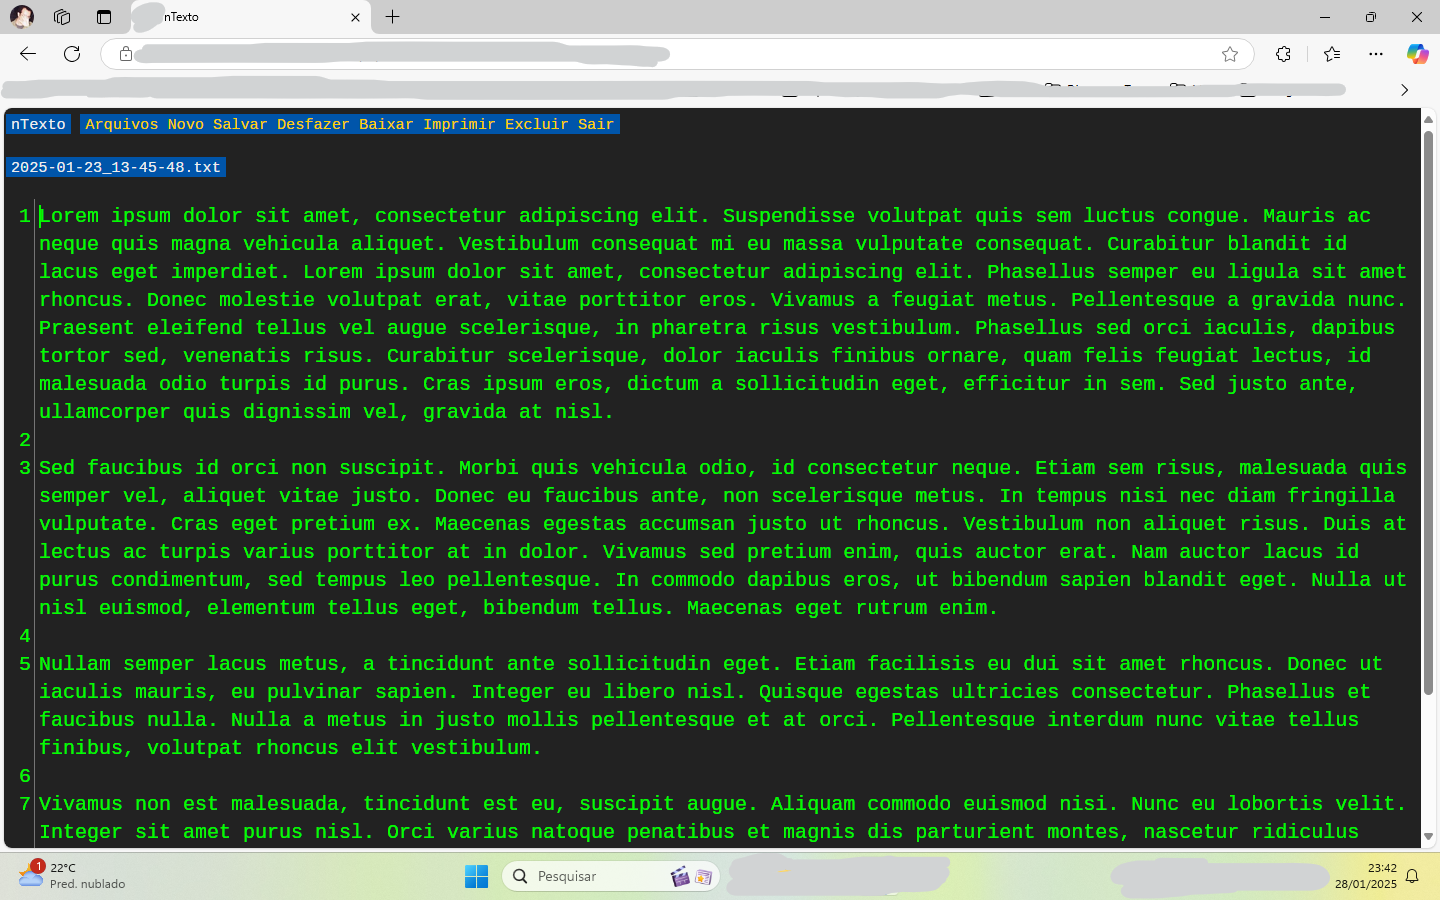 nTexto
nTexto Arquivos Novo Salvar Desfazer Baixar Imprimir Excluir Sair
2025-01-23_13-45-48.txt
1 Lorem ipsum dolor sit amet, consectetur adipiscing elit. Suspendisse volutpat quis sem luctus congue. Mauris ac
neque quis magna vehicula aliquet. Vestibulum consequat mi eu massa vulputate consequat. Curabitur blandit id
lacus eget imperdiet. Lorem ipsum dolor sit amet, consectetur adipiscing elit. Phasellus semper eu ligula sit amet
rhoncus. Donec molestie volutpat erat, vitae porttitor eros. Vivamus a feugiat metus. Pellentesque a gravida nunc.
Praesent eleifend tellus vel augue scelerisque, in pharetra risus vestibulum. Phasellus sed orci iaculis, dapibus
tortor sed, venenatis risus. Curabitur scelerisque, dolor iaculis finibus ornare, quam felis feugiat lectus, id
malesuada odio turpis id purus. Cras ipsum eros, dictum a sollicitudin eget, efficitur in sem. Sed justo ante,
ullamcorper quis dignissim vel, gravida at nisl.
2
3 Sed faucibus id orci non suscipit. Morbi quis vehicula odio, id consectetur neque. Etiam sem risus, malesuada quis
semper vel, aliquet vitae justo. Donec eu faucibus ante, non scelerisque metus. In tempus nisi nec diam fringilla
vulputate. Cras eget pretium ex. Maecenas egestas accumsan justo ut rhoncus. Vestibulum non aliquet risus. Duis at
lectus ac turpis varius porttitor at in dolor. Vivamus sed pretium enim, quis auctor erat. Nam auctor lacus id
purus condimentum, sed tempus leo pellentesque. In commodo dapibus eros, ut bibendum sapien blandit eget. Nulla ut
nisl euismod, elementum tellus eget, bibendum tellus. Maecenas eget rutrum enim.
4
5 Nullam semper lacus metus, a tincidunt ante sollicitudin eget. Etiam facilisis eu dui sit amet rhoncus. Donec ut
iaculis mauris, eu pulvinar sapien. Integer eu libero nisl. Quisque egestas ultricies consectetur. Phasellus et
faucibus nulla. Nulla a metus in justo mollis pellentesque et at orci. Pellentesque interdum nunc vitae tellus
finibus, volutpat rhoncus elit vestibulum.
6
7 Vivamus non est malesuada, tincidunt est eu, suscipit augue. Aliquam commodo euismod nisi. Nunc eu lobortis velit.
Integer sit amet purus nisl. Orci varius natoque penatibus et magnis dis parturient montes, nascetur ridiculus
1
22°C
Pred. nublado
Pesquisar
23:42
28/01/2025